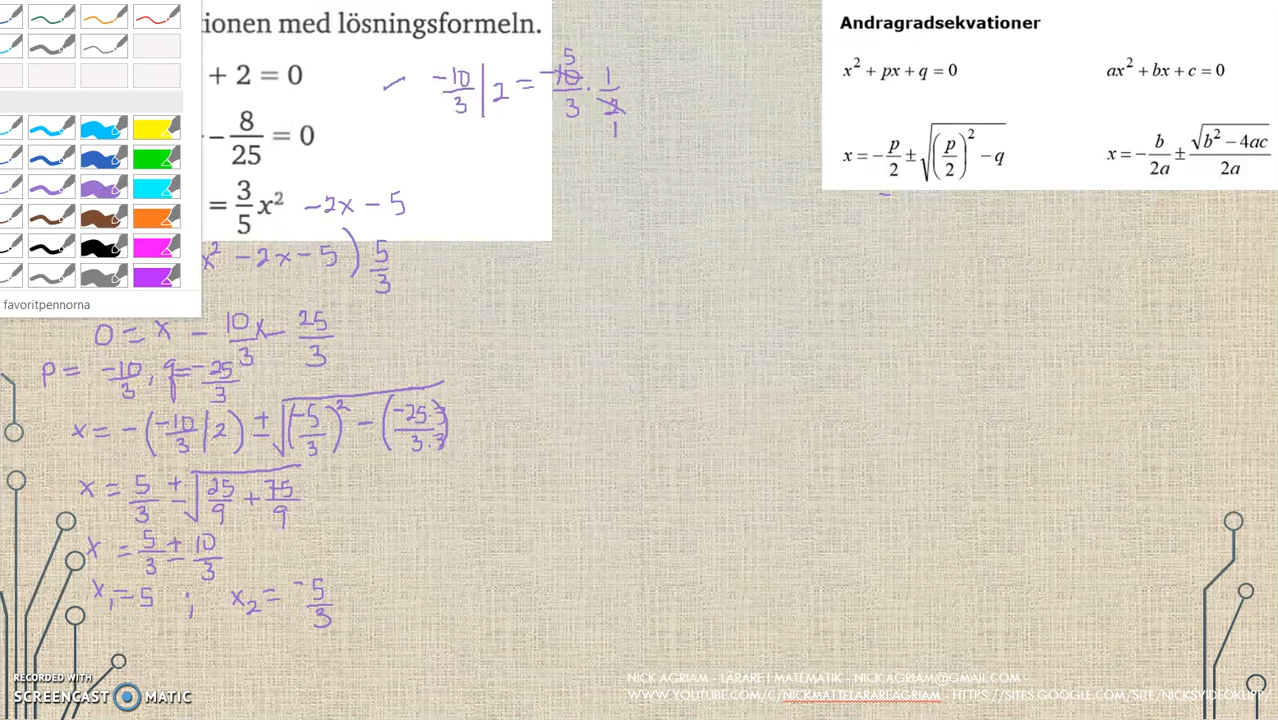 ionen med lösningsformeln.
+ 2 = 0
- 8/25 = 0
= 3/5 x² - 2x - 5
✓ -10/3 | 2 = -10/3 · 1/2
5
1
x² - 2x - 5 ) 5/3
0 = x - 10/3 x - 25/3
p = -10/3 , q = -25/3
x = - ( -10/3 | 2 ) ± √( -5/3 )² - ( -25·3 / 3·3 )
x = 5/3 ± √ 25/9 + 75/9
x = 5/3 ± 10/3
x₁ = 5 ; x₂ = -5/3
favoritpennorna
Andragradsekvationer
x² + px + q = 0 ax² + bx + c = 0
x = - p/2 ± √(p/2)² - q x = - b/2a ± √b² - 4ac / 2a
RECORDED WITH
SCREENCAST MATIC
NICK AGRIAM - LÄRARE I MATEMATIK - NICK.AGRIAM@GMAIL.COM -
WWW.YOUTUBE.COM/C/NICKMATTELARAREAGRIAM - HTTPS://SITES.GOOGLE.COM/SITE/NICKSVIDEOKLIPP/